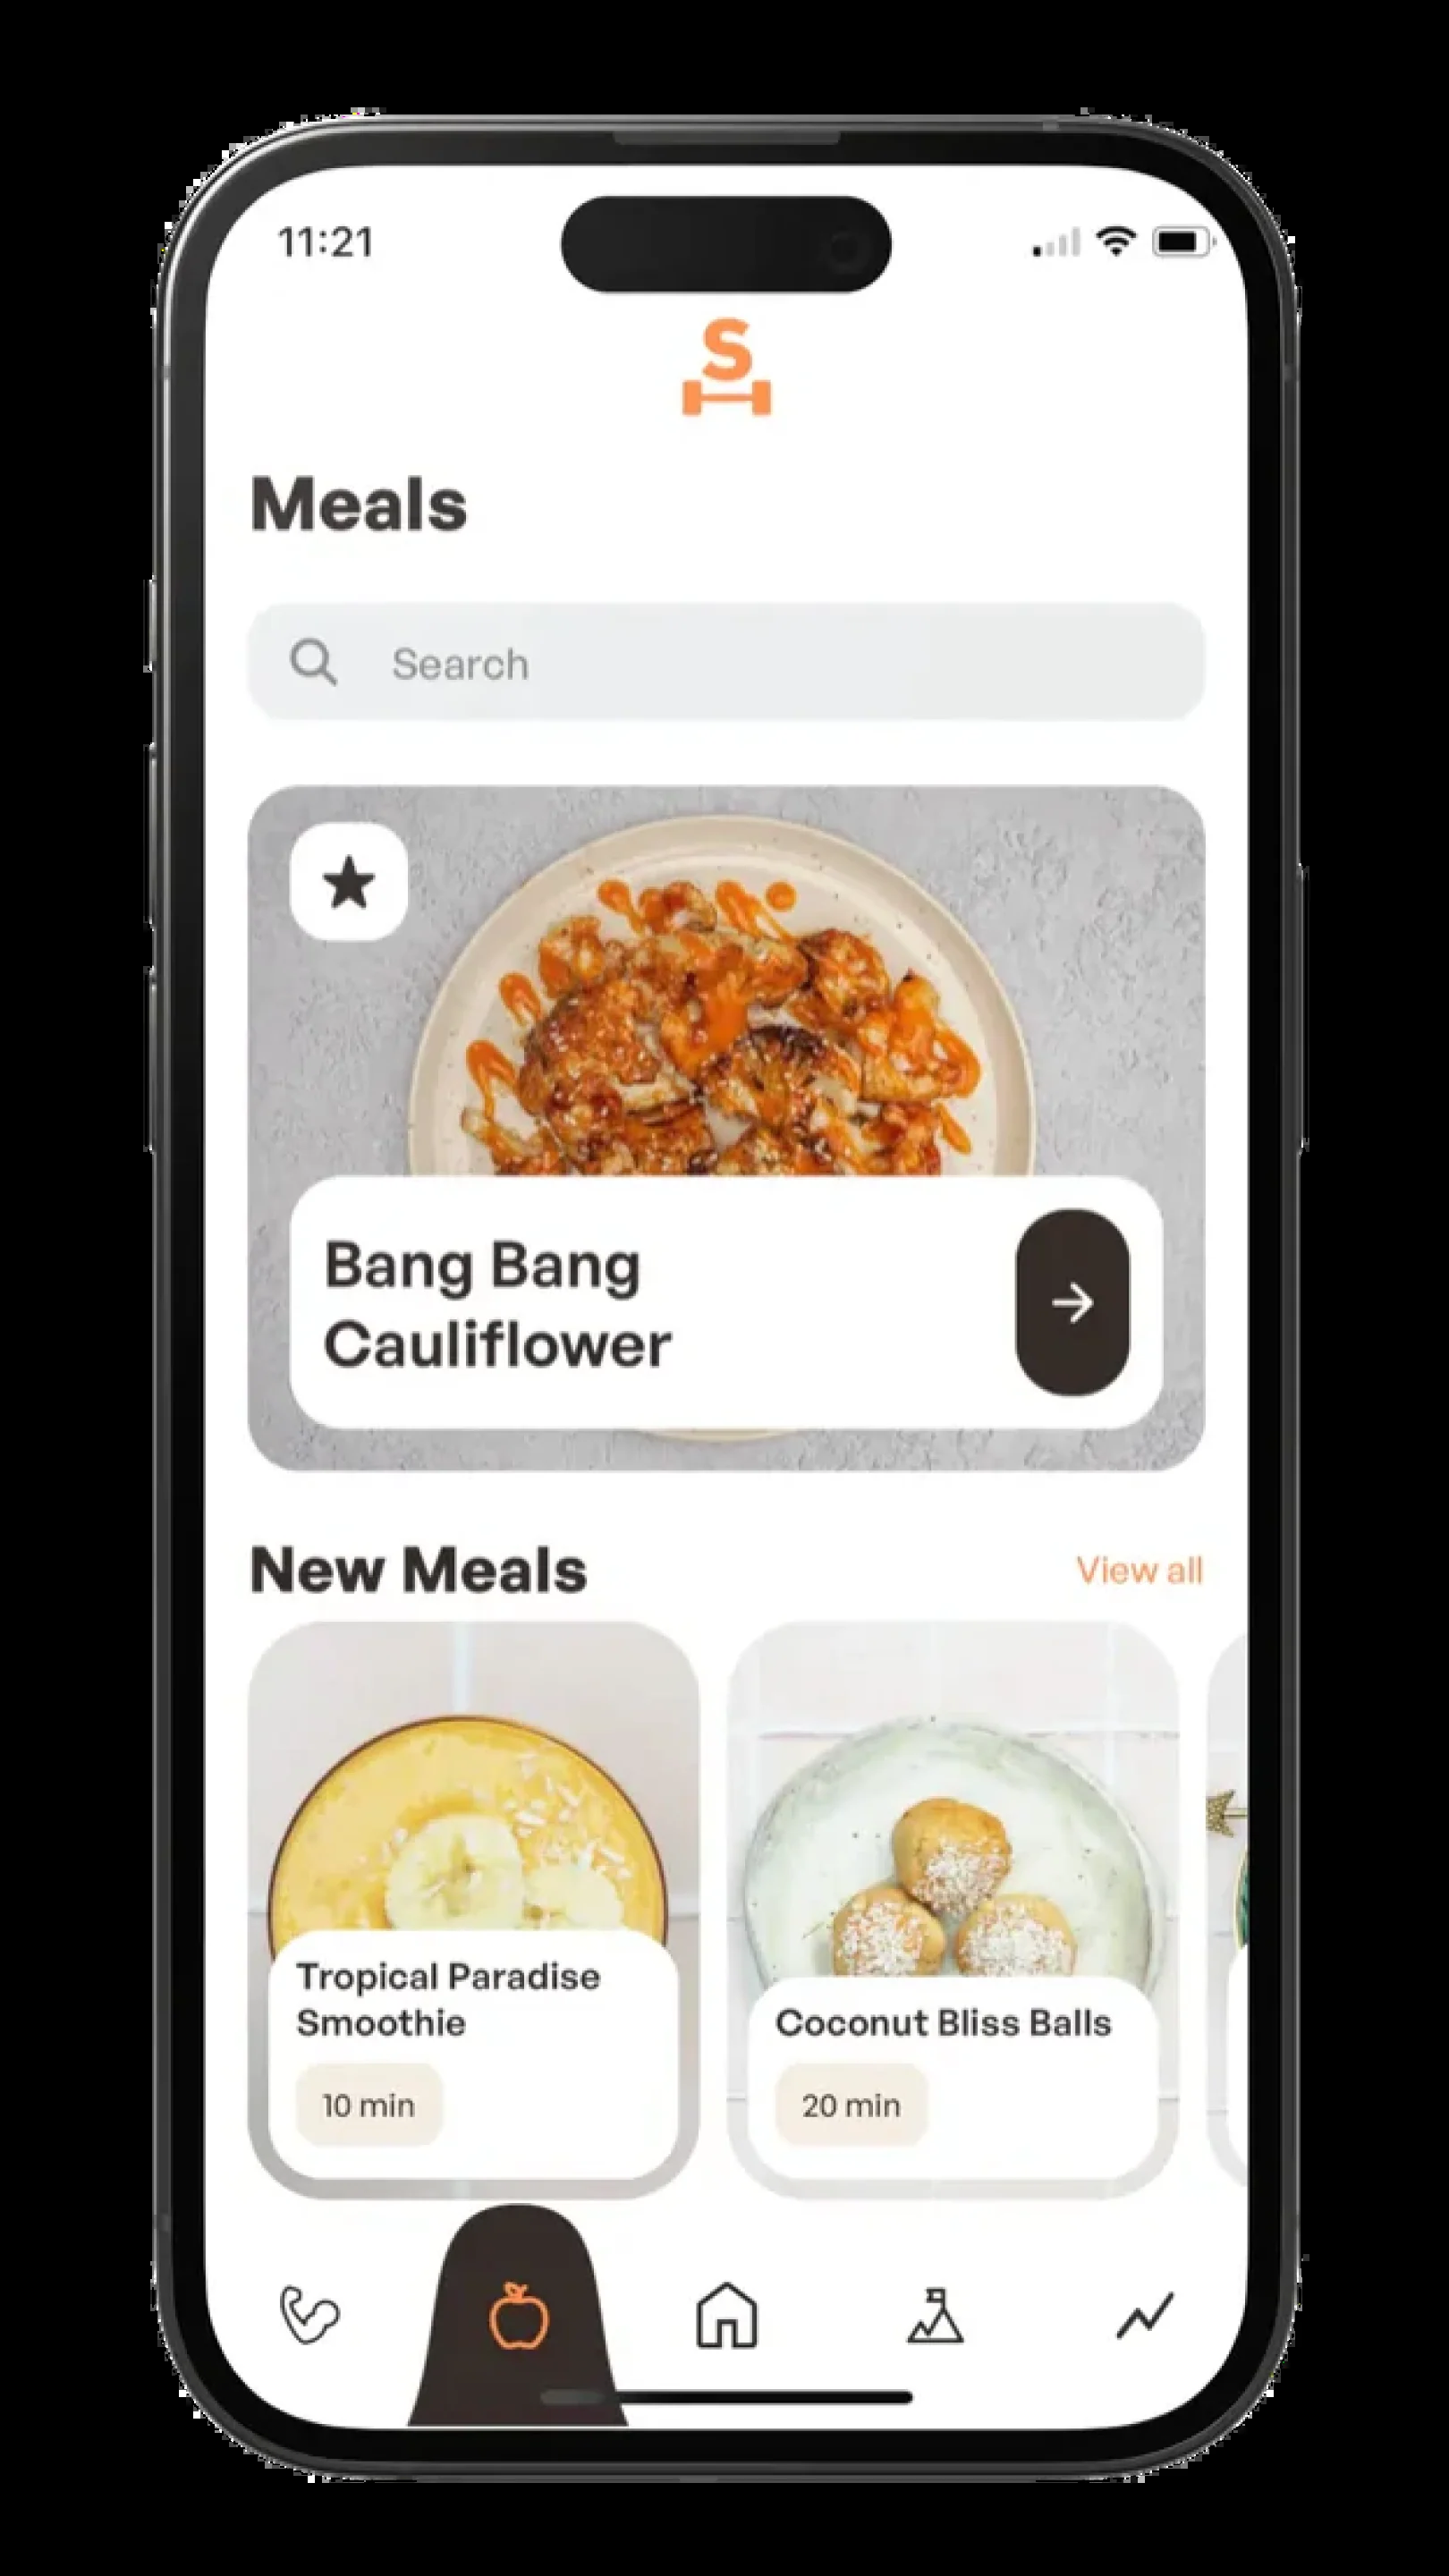 11:21
S
Meals
Search
Bang Bang
Cauliflower
New Meals
View all
Tropical Paradise
Smoothie
10 min
Coconut Bliss Balls
20 min